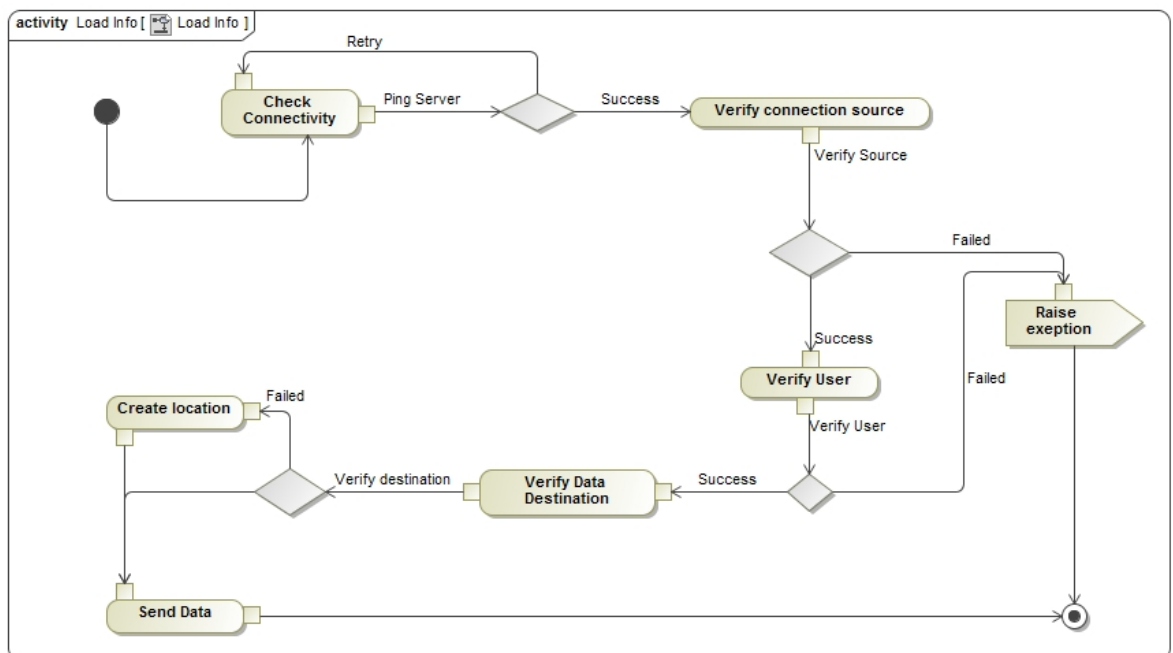 activity Load Info [ Load Info ]
Retry
Check
Connectivity
Ping Server
Success
Verify connection source
Verify Source
Failed
Raise
exeption
Success
Verify User
Failed
Verify User
Failed
Create location
Verify destination
Verify Data
Destination
Success
Send Data